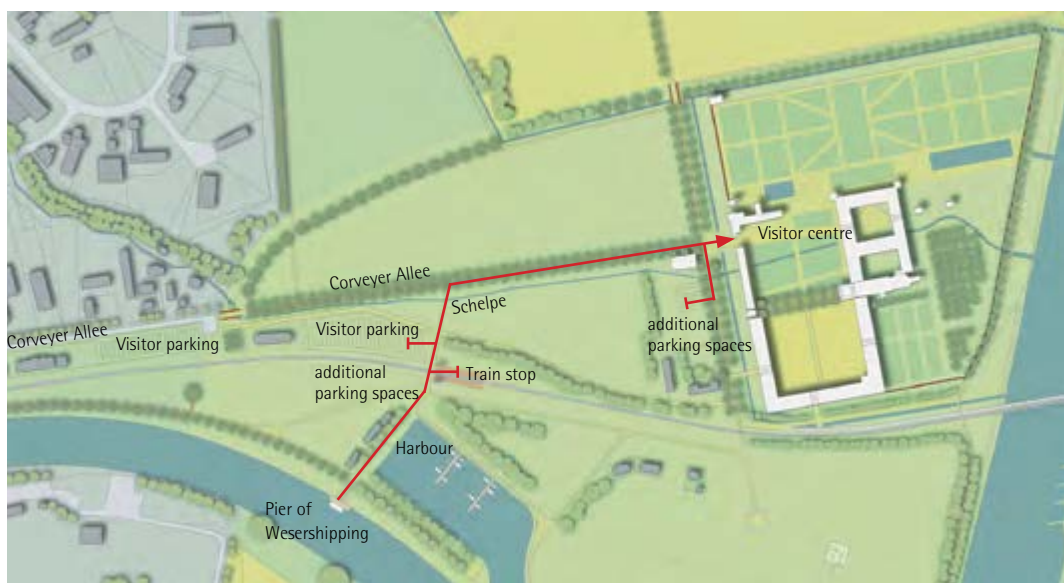 Visitor centre
Corveyer Allee
Schelpe
Corveyer Allee
Visitor parking
Visitor parking
additional
parking spaces
additional
parking spaces
Train stop
Harbour
Pier of
Wesershipping